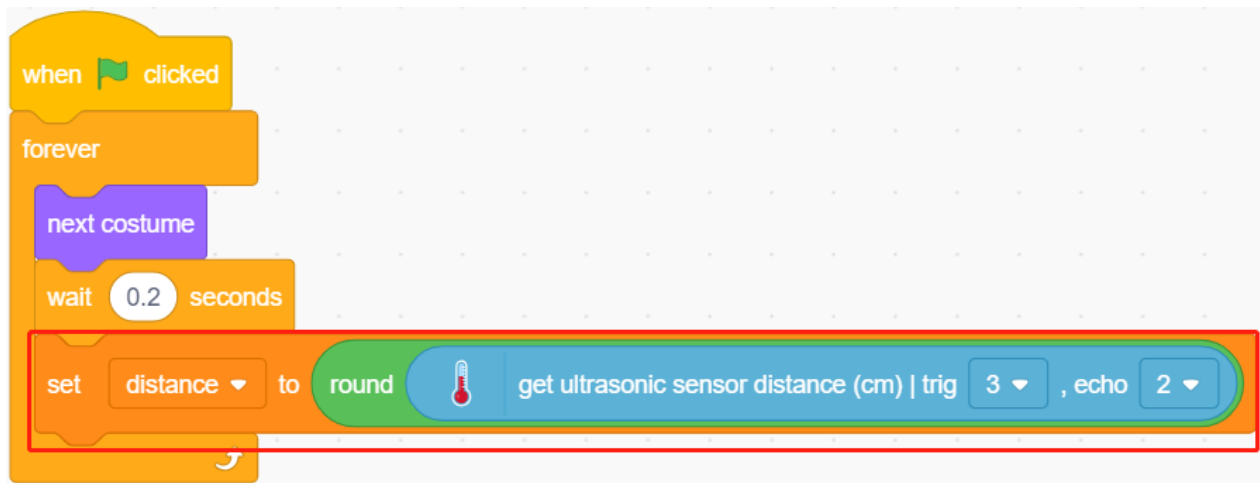 when clicked
forever
next costume
wait 0.2 seconds
set distance to round get ultrasonic sensor distance (cm) | trig 3 , echo 2